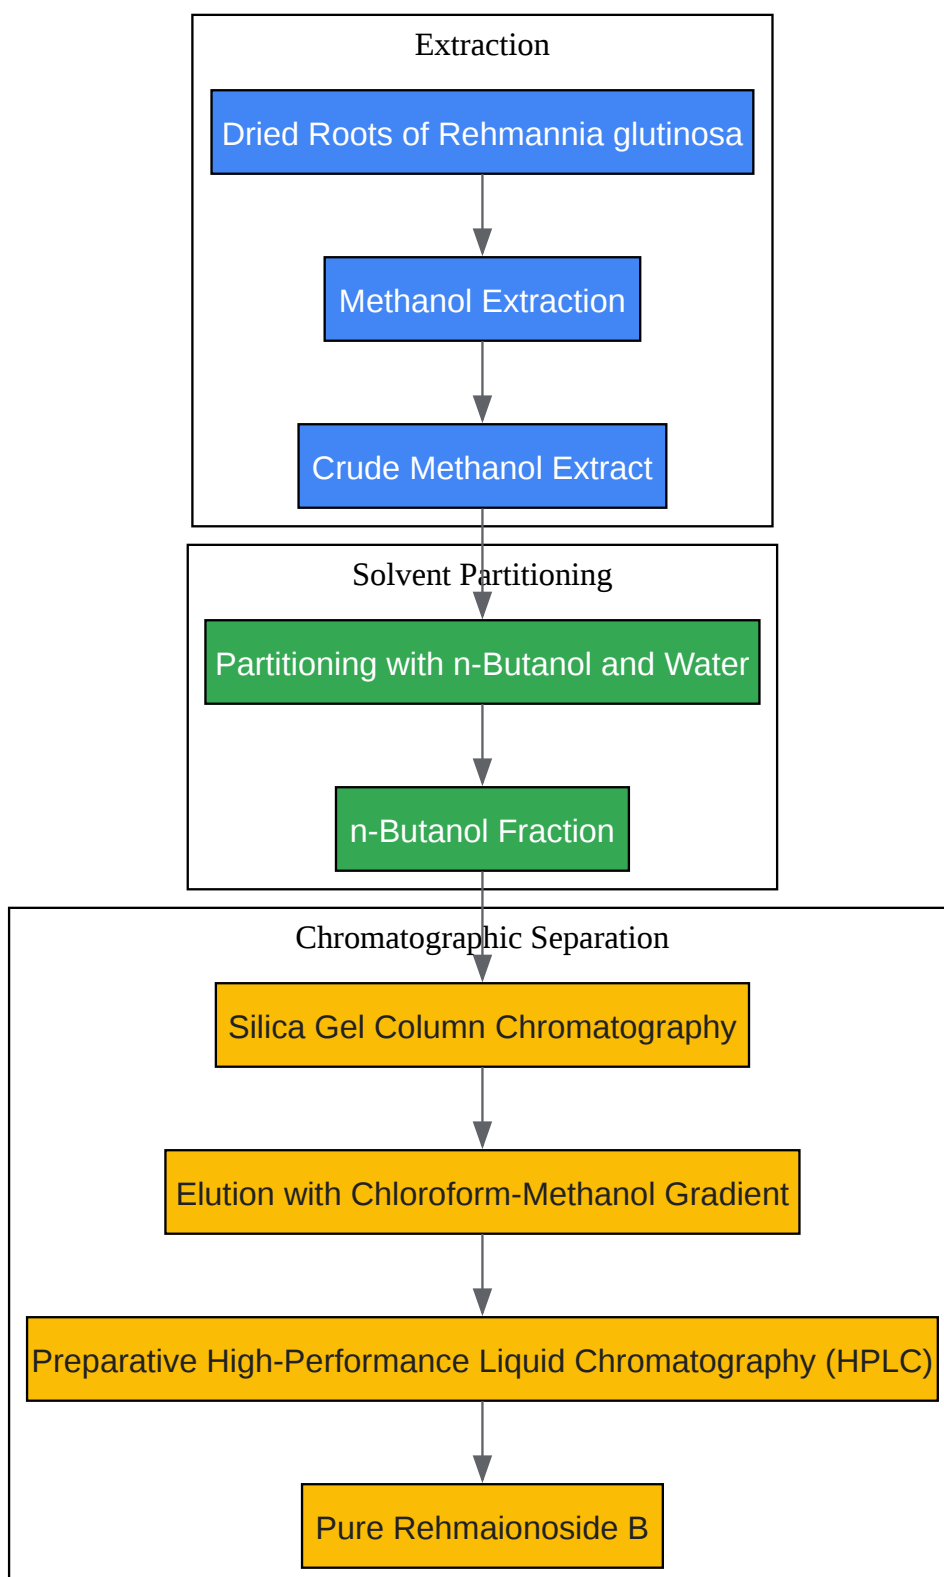 Extraction
Dried Roots of Rehmannia glutinosa
Methanol Extraction
Crude Methanol Extract
Solvent Partitioning
Partitioning with n-Butanol and Water
n-Butanol Fraction
Chromatographic Separation
Silica Gel Column Chromatography
Elution with Chloroform-Methanol Gradient
Preparative High-Performance Liquid Chromatography (HPLC)
Pure Rehmaionoside B